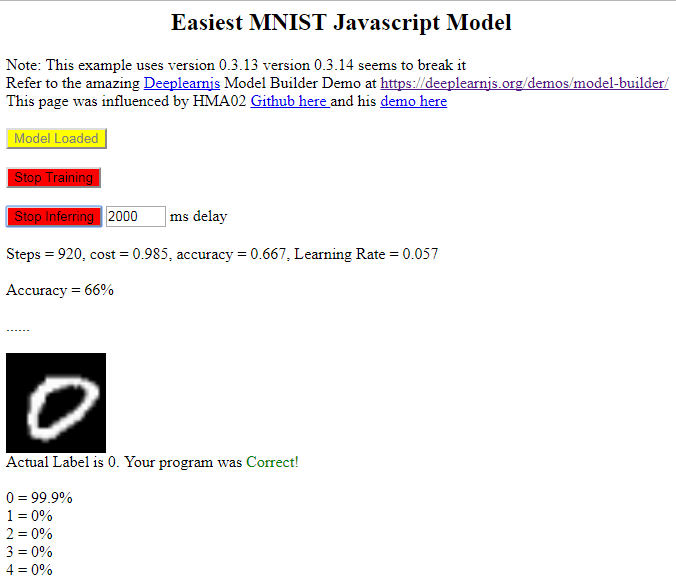 Easiest MNIST Javascript Model
Note: This example uses version 0.3.13 version 0.3.14 seems to break it
Refer to the amazing Deeplearnjs Model Builder Demo at https://deeplearnjs.org/demos/model-builder/
This page was influenced by HMA02 Github here and his demo here
Model Loaded
Stop Training
Stop Inferring 2000 ms delay
Steps = 920, cost = 0.985, accuracy = 0.667, Learning Rate = 0.057
Accuracy = 66%
......
0
Actual Label is 0. Your program was Correct!
0 = 99.9%
1 = 0%
2 = 0%
3 = 0%
4 = 0%